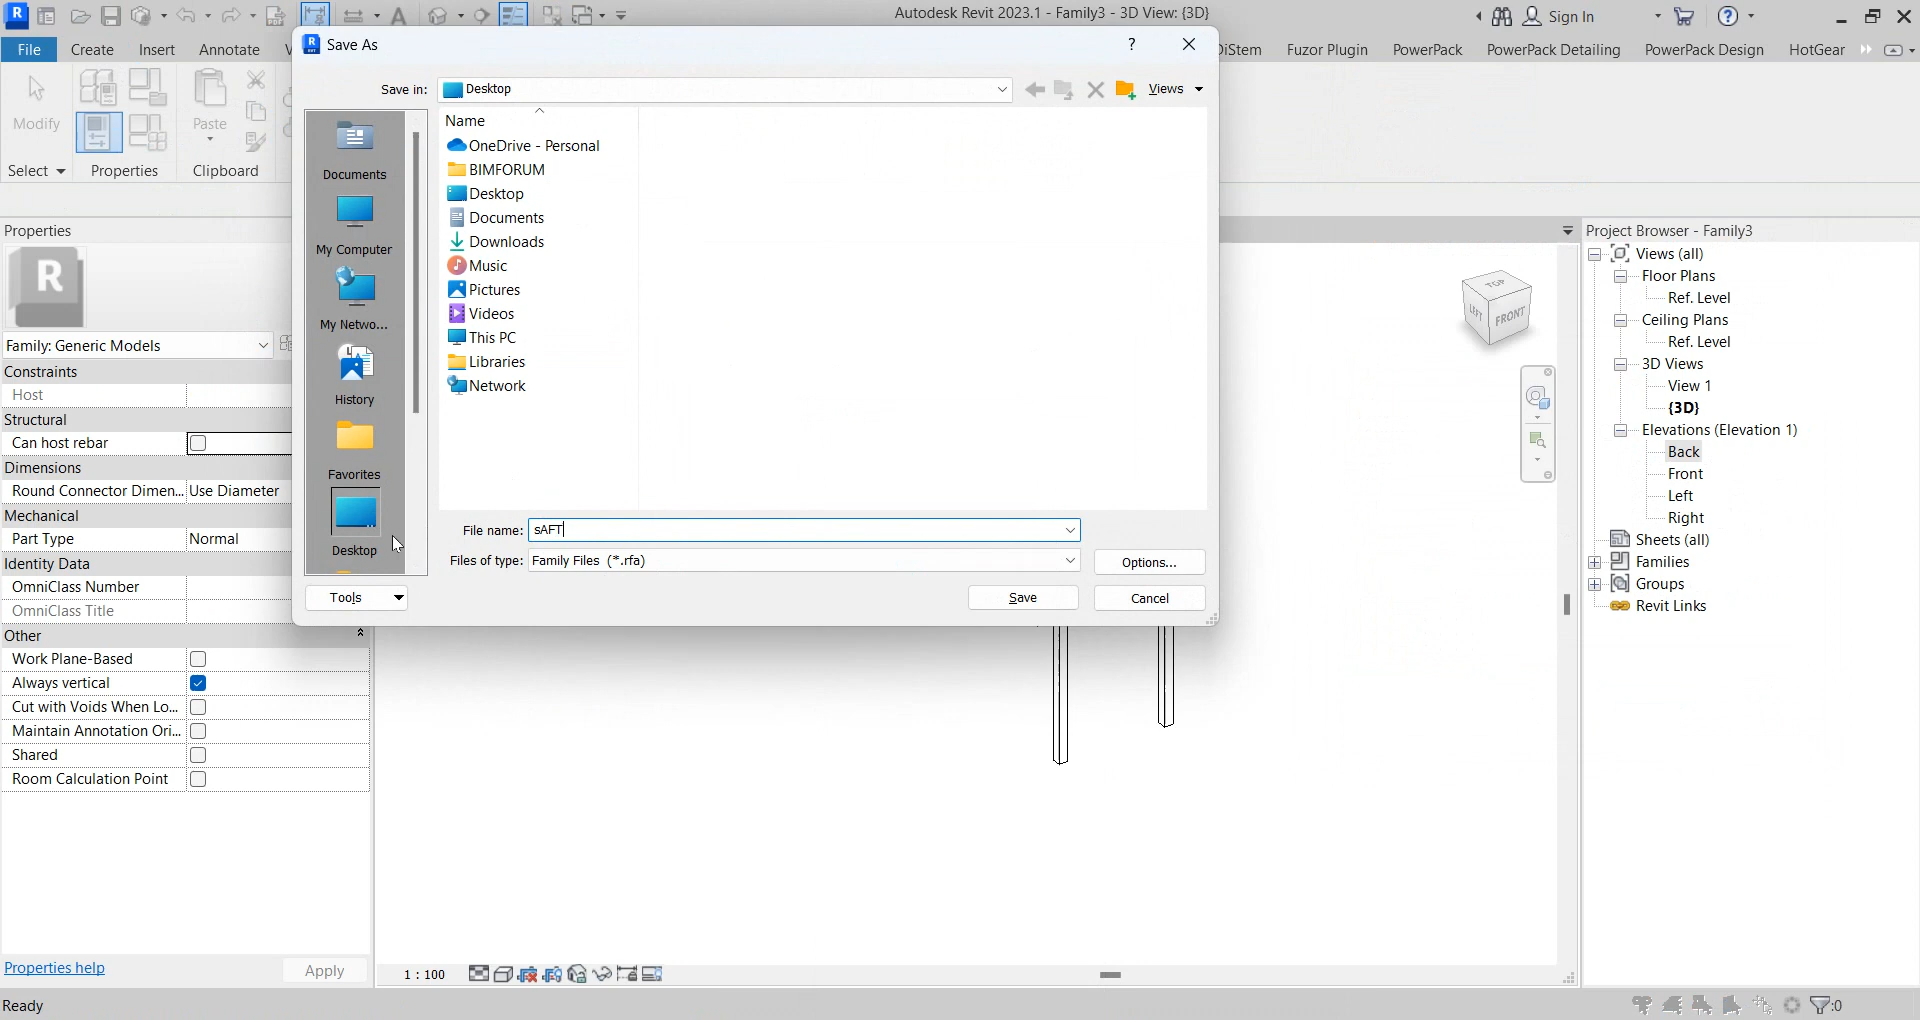 Autodesk Revit 2023.1 - Family3 - 3D View: {3D}
Sign In
File Create Insert Annotate V
Fuzor Plugin PowerPack PowerPack Detailing PowerPack Design HotGear
Modify Paste
Select Properties Clipboard
Save As
Save in: Desktop Views
Documents
My Computer
My Netwo...
History
Favorites
Desktop
Name
OneDrive - Personal
BIMFORUM
Desktop
Documents
Downloads
Music
Pictures
Videos
This PC
Libraries
Network
File name: sAFT
Files of type: Family Files (*.rfa) Options...
Tools Save Cancel
Properties
R
Family: Generic Models
Constraints
Host
Structural
Can host rebar
Dimensions
Round Connector Dimen... Use Diameter
Mechanical
Part Type Normal
Identity Data
OmniClass Number
OmniClass Title
Other
Work Plane-Based
Always vertical
Cut with Voids When Lo...
Maintain Annotation Ori...
Shared
Room Calculation Point
Properties help Apply
TOP
LEFT FRONT
Project Browser - Family3
Views (all)
Floor Plans
Ref. Level
Ceiling Plans
Ref. Level
3D Views
View 1
{3D}
Elevations (Elevation 1)
Back
Front
Left
Right
Sheets (all)
Families
Groups
Revit Links
1 : 100
Ready
:0